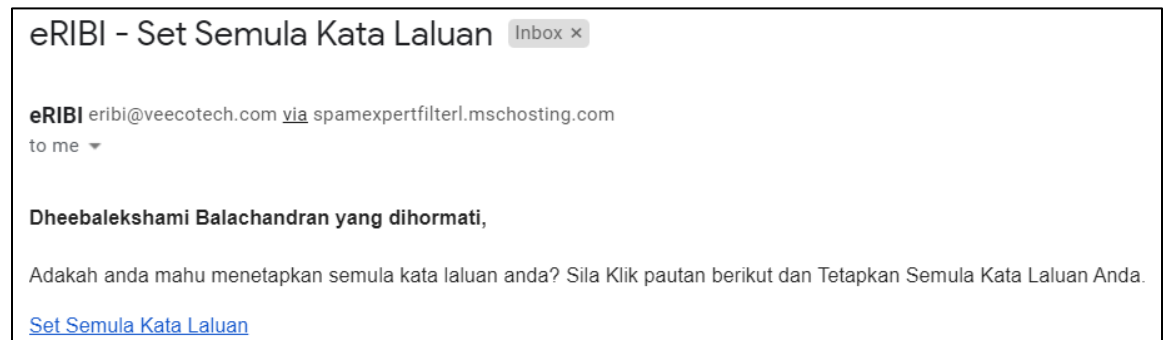 eRIBI - Set Semula Kata Laluan Inbox ×
eRIBI eribi@veecotech.com via spamexpertfilterl.mschosting.com
to me
Dheebalekshami Balachandran yang dihormati,
Adakah anda mahu menetapkan semula kata laluan anda? Sila Klik pautan berikut dan Tetapkan Semula Kata Laluan Anda.
Set Semula Kata Laluan